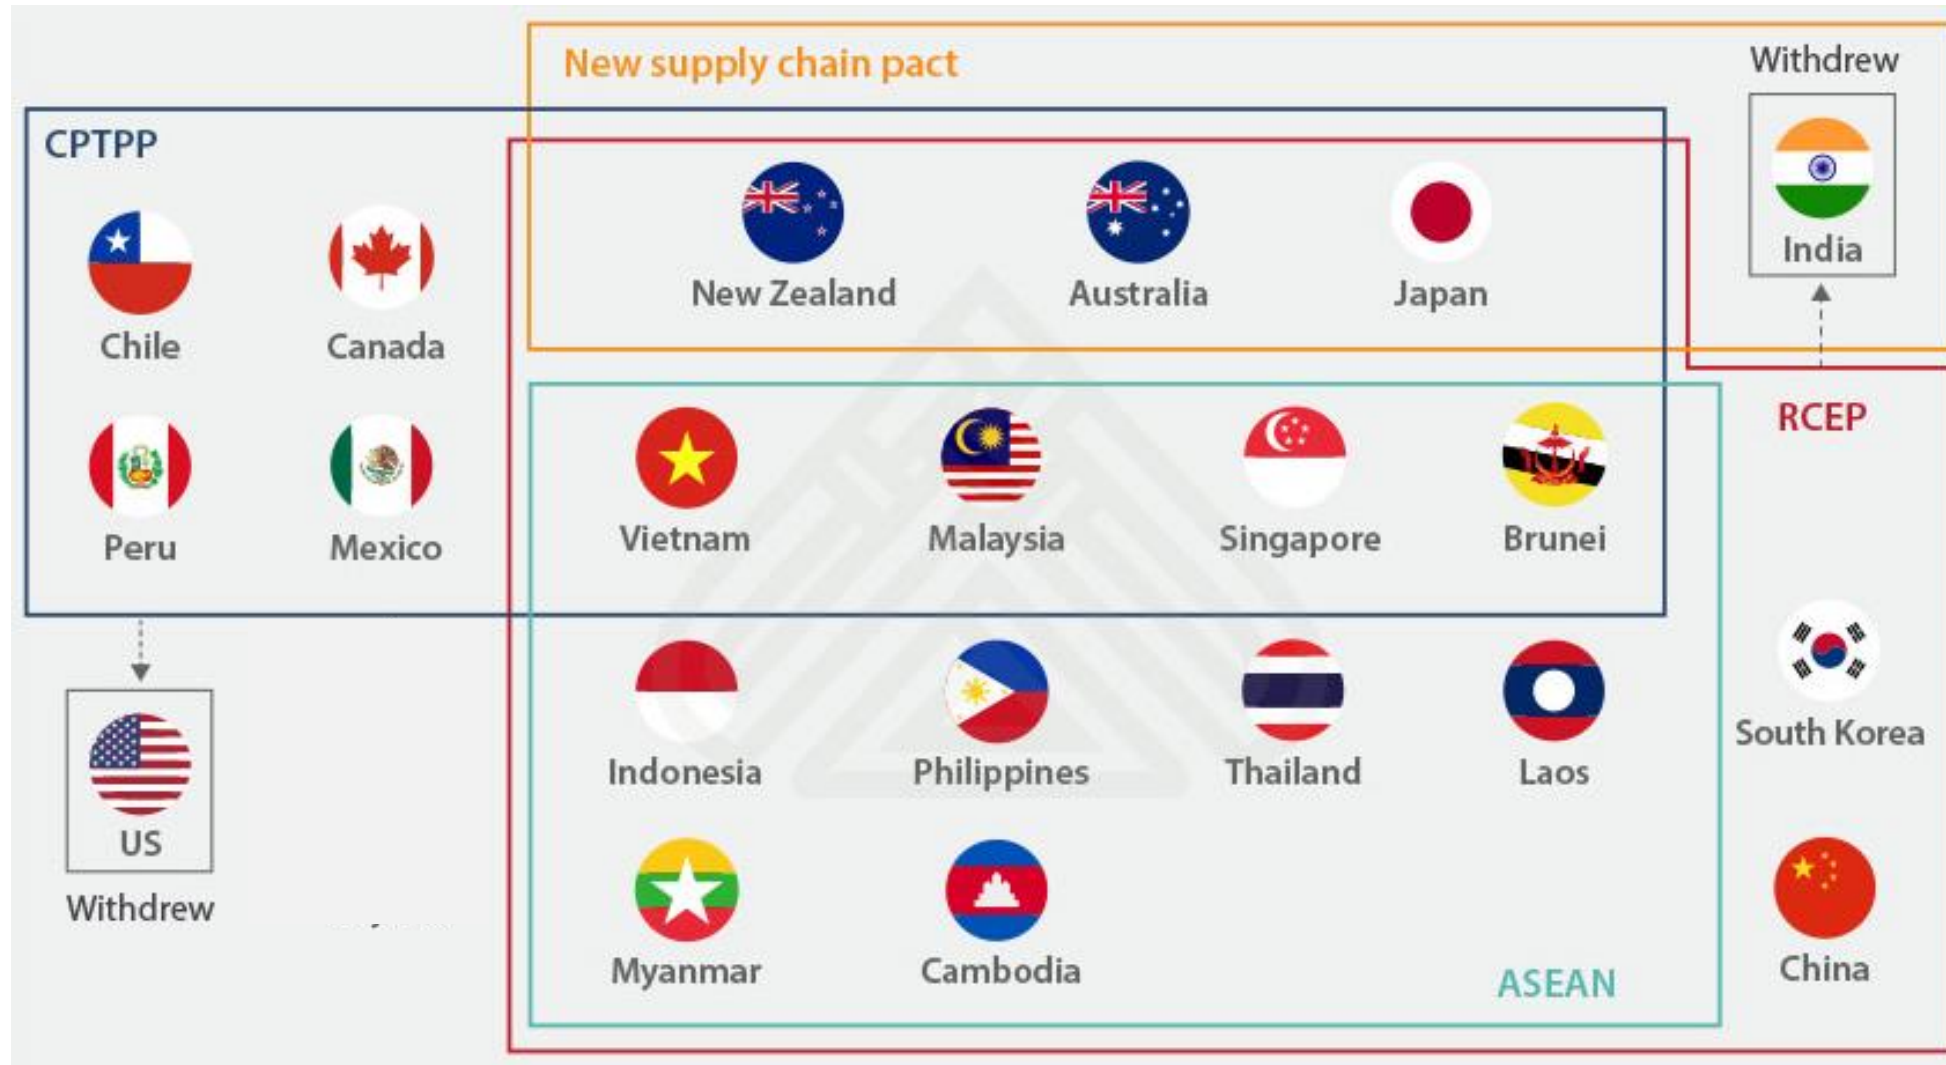 New supply chain pact
Withdrew
CPTPP
India
New Zealand
Australia
Japan
Chile
Canada
RCEP
Vietnam
Malaysia
Singapore
Brunei
Peru
Mexico
South Korea
Indonesia
Philippines
Thailand
Laos
US
Withdrew
Myanmar
Cambodia
ASEAN
China